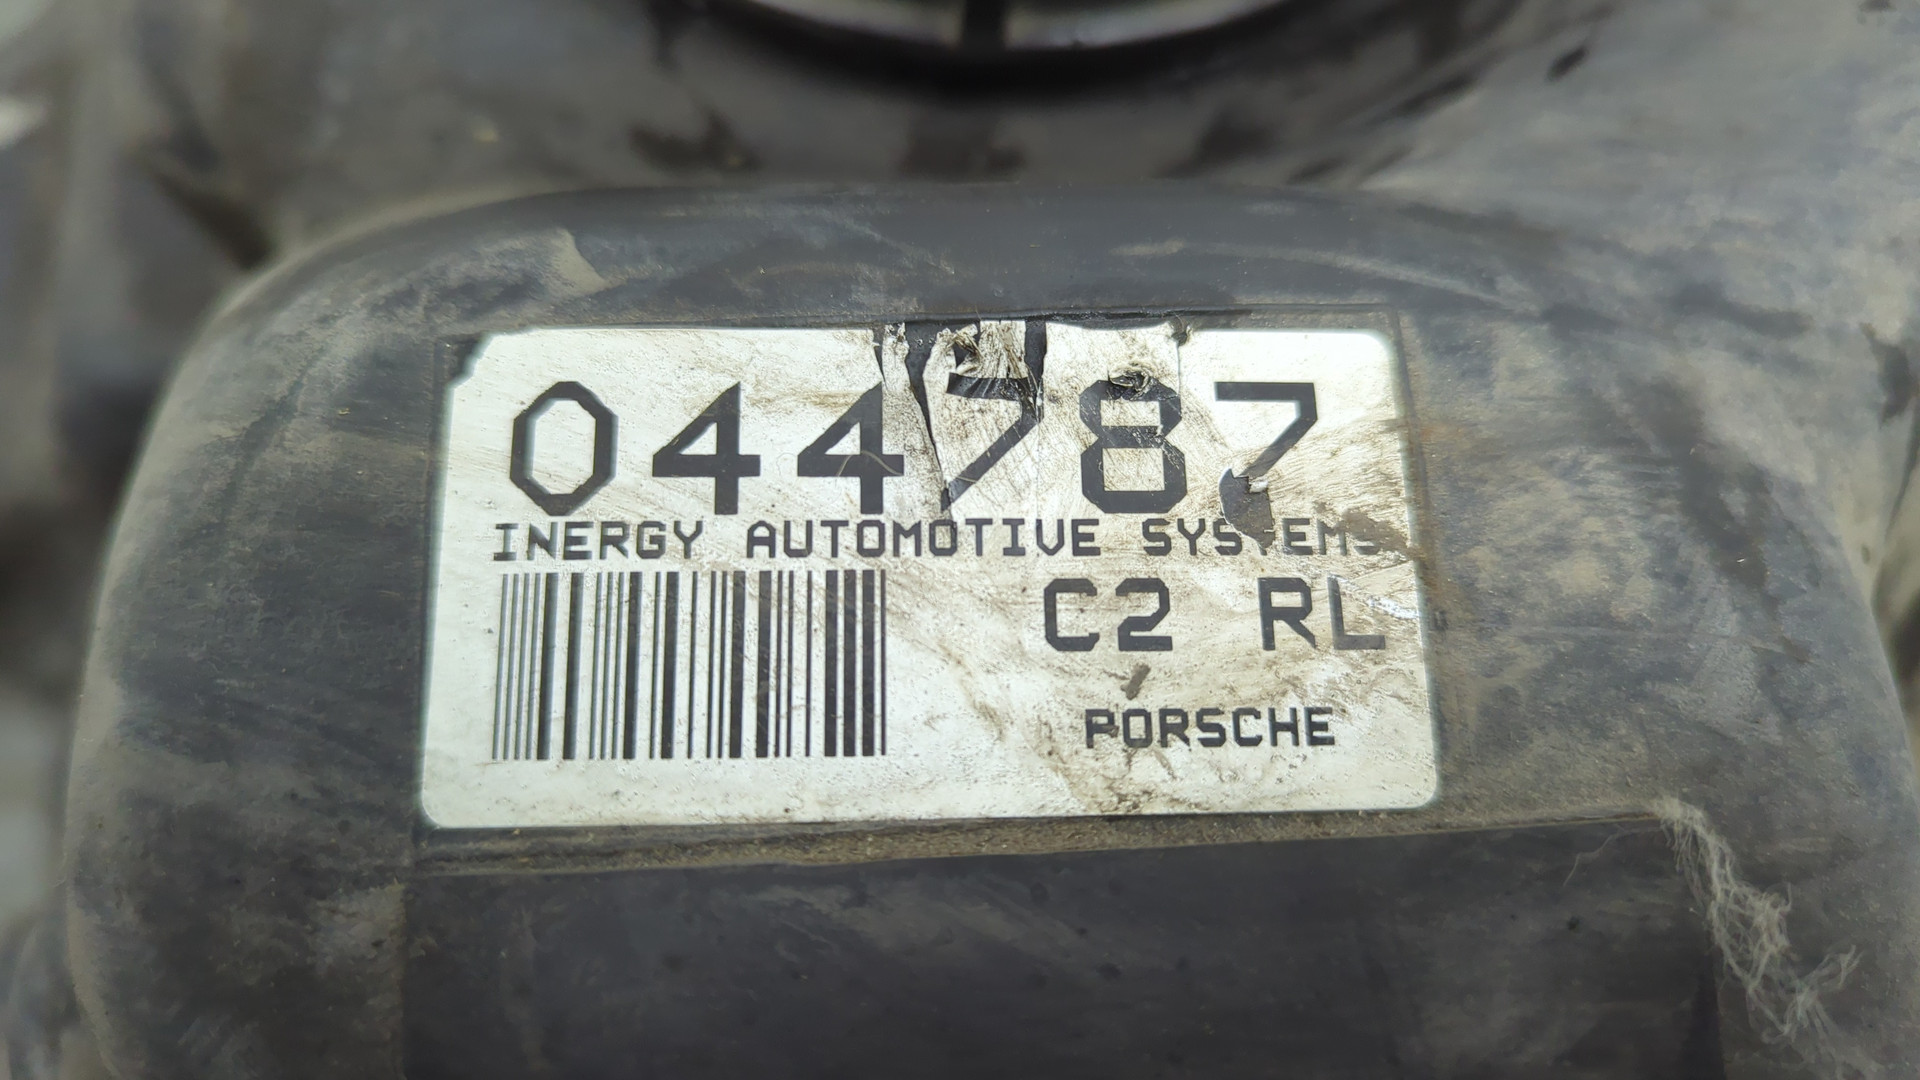 044787
INERGY AUTOMOTIVE SYSTEMS
C2 RL
PORSCHE